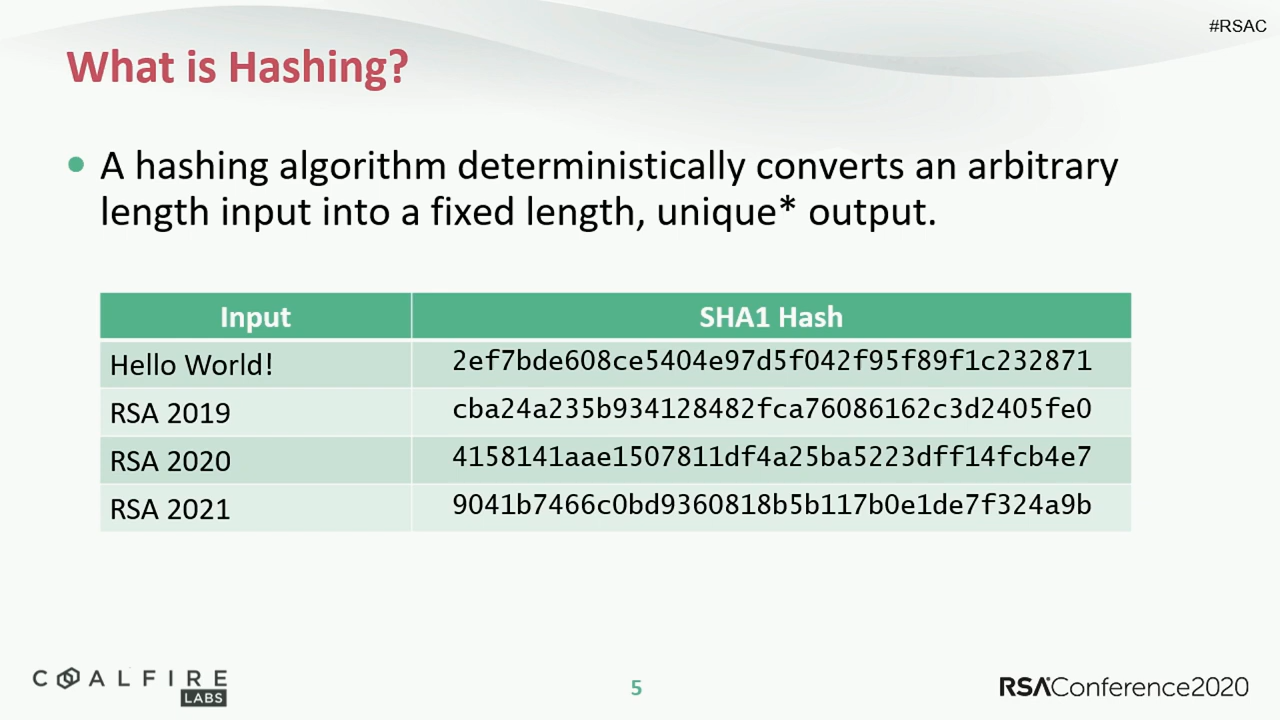 #RSAC
What is Hashing?
• A hashing algorithm deterministically converts an arbitrary
length input into a fixed length, unique* output.
Input SHA1 Hash
Hello World! 2ef7bde608ce5404e97d5f042f95f89f1c232871
RSA 2019 cba24a235b934128482fca76086162c3d2405fe0
RSA 2020 4158141aae1507811df4a25ba5223dff14fcb4e7
RSA 2021 9041b7466c0bd9360818b5b117b0e1de7f324a9b
COALFIRE
LABS
5
RSAConference2020